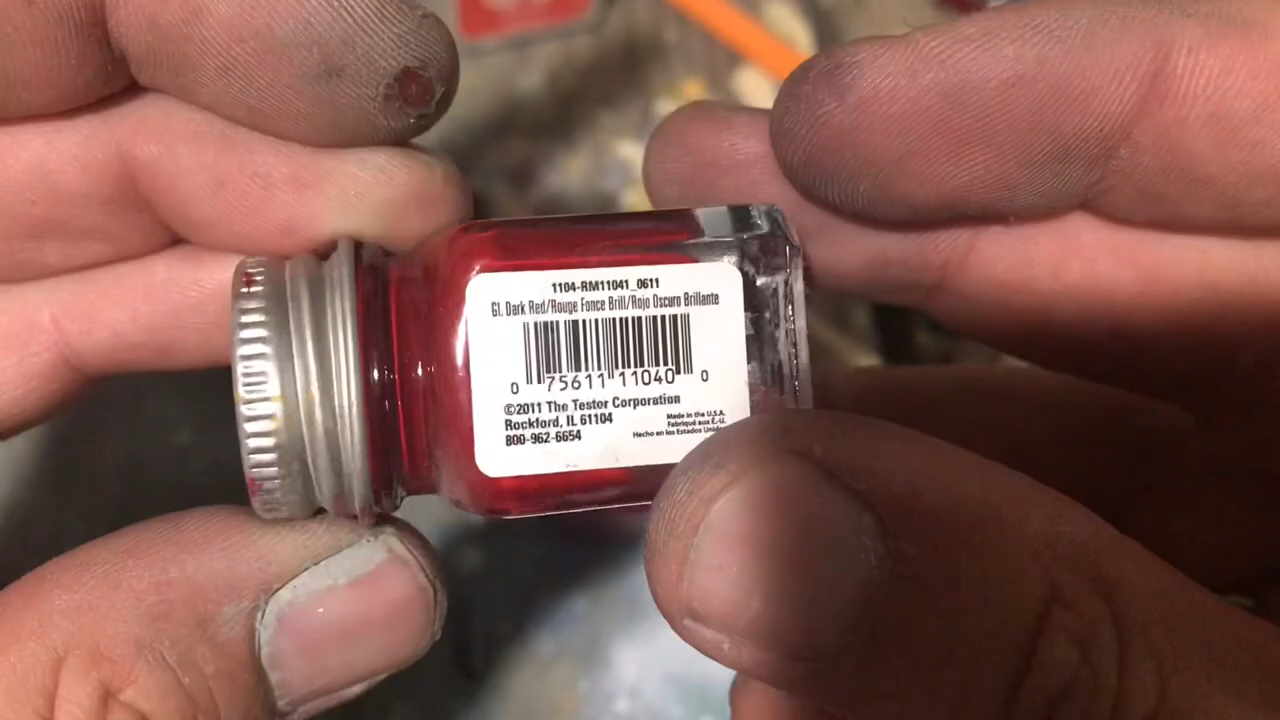 1104-RM11041_0611
Gl. Dark Red/Rouge Fonce Brill/Rojo Oscuro Brillante
0 75611 11040 0
©2011 The Testor Corporation
Rockford, IL 61104
800-962-6654
Made in the U.S.A.
Fabriqué aux É.-U.
Hecho en los Estados